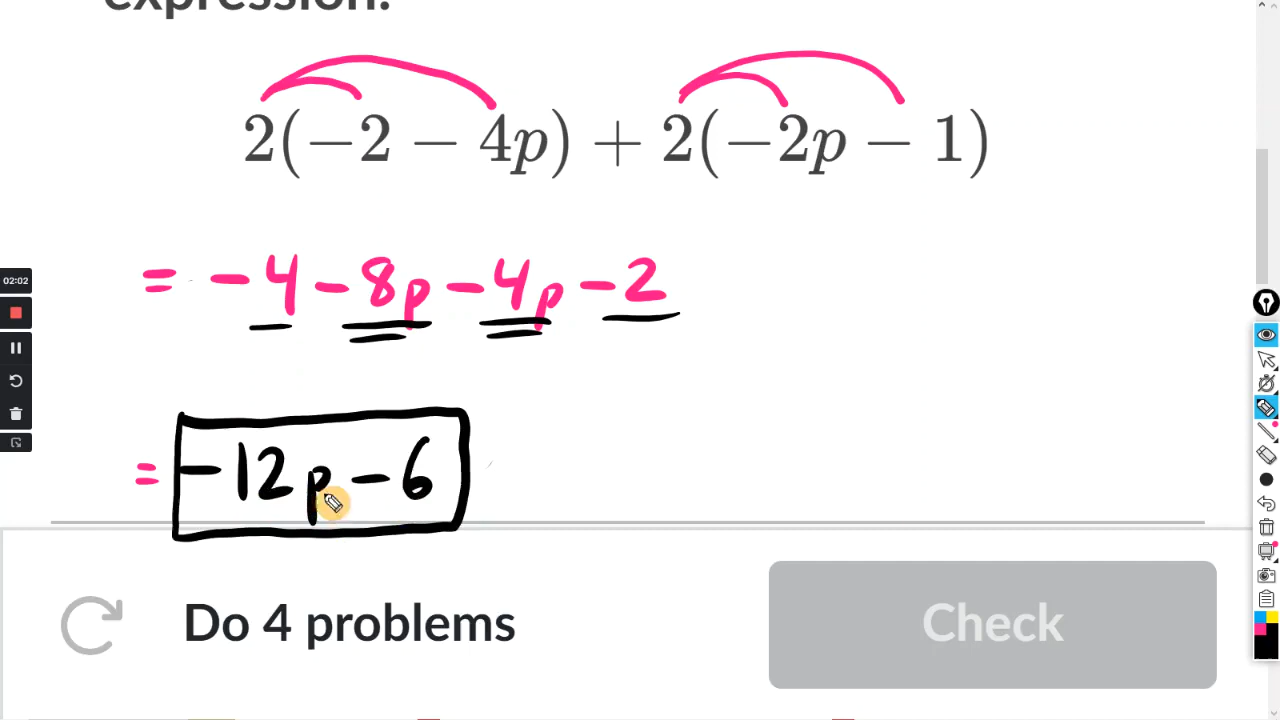 expression.
2(−2 − 4p) + 2(−2p − 1)
= −4 −8p −4p −2
= −12p −6
Do 4 problems
Check
02:02